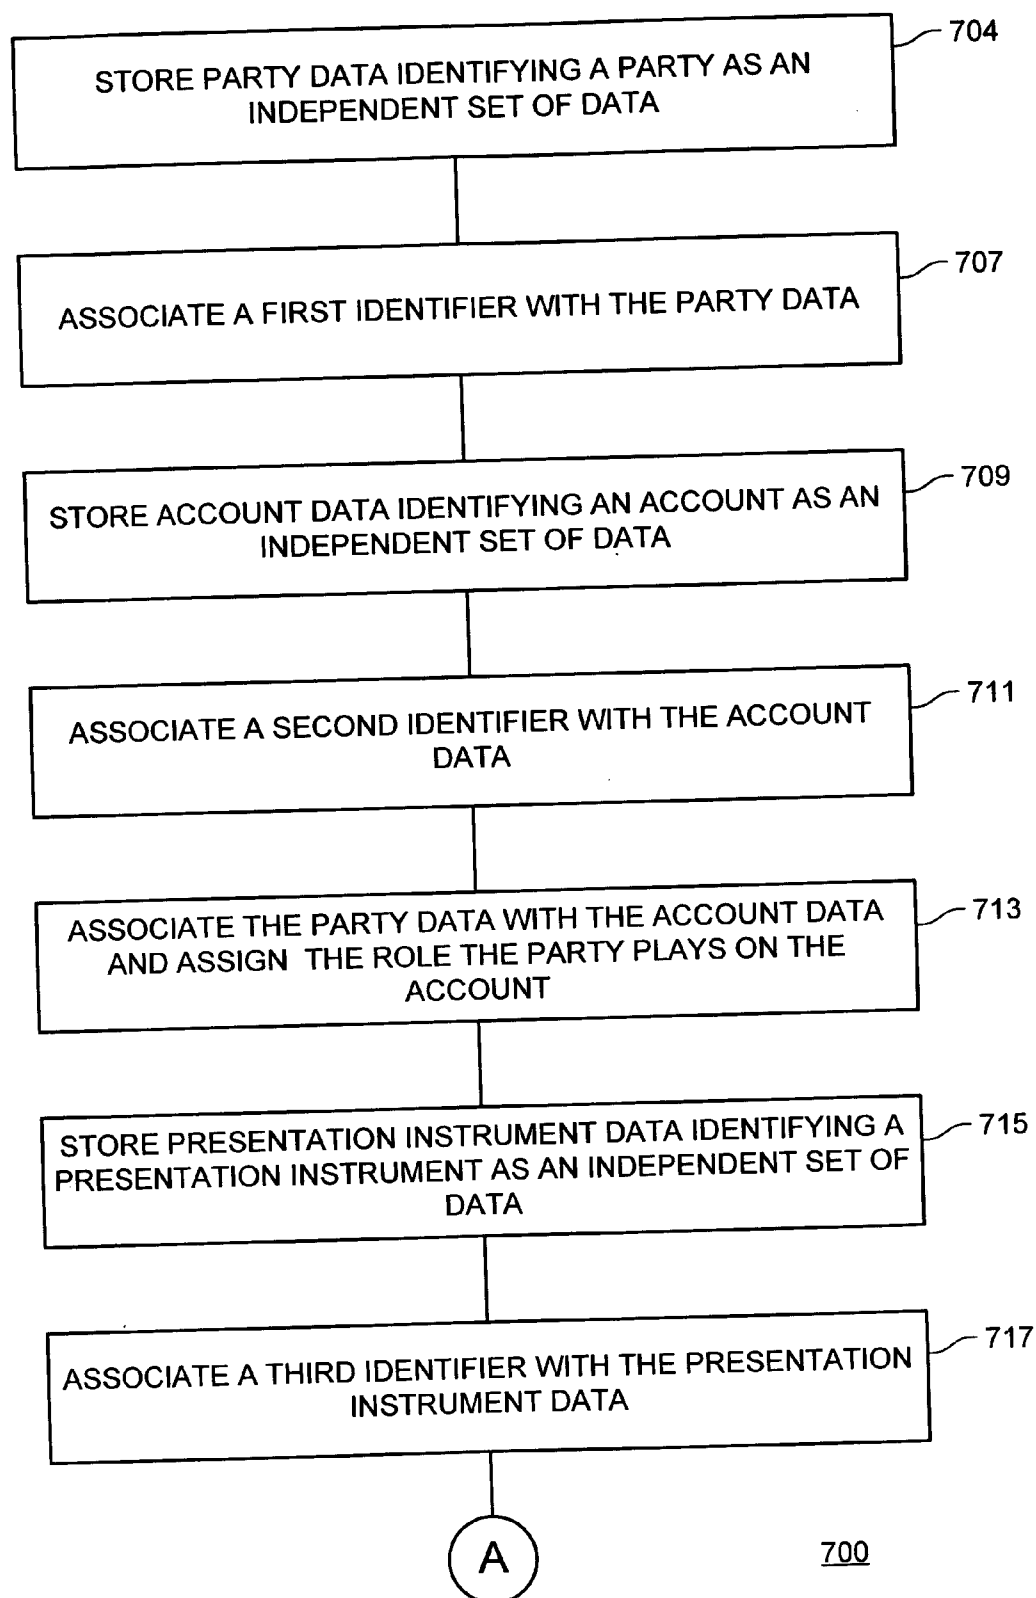 704
STORE PARTY DATA IDENTIFYING A PARTY AS AN
INDEPENDENT SET OF DATA
707
ASSOCIATE A FIRST IDENTIFIER WITH THE PARTY DATA
709
STORE ACCOUNT DATA IDENTIFYING AN ACCOUNT AS AN
INDEPENDENT SET OF DATA
711
ASSOCIATE A SECOND IDENTIFIER WITH THE ACCOUNT
DATA
713
ASSOCIATE THE PARTY DATA WITH THE ACCOUNT DATA
AND ASSIGN THE ROLE THE PARTY PLAYS ON THE
ACCOUNT
715
STORE PRESENTATION INSTRUMENT DATA IDENTIFYING A
PRESENTATION INSTRUMENT AS AN INDEPENDENT SET OF
DATA
717
ASSOCIATE A THIRD IDENTIFIER WITH THE PRESENTATION
INSTRUMENT DATA
A
700